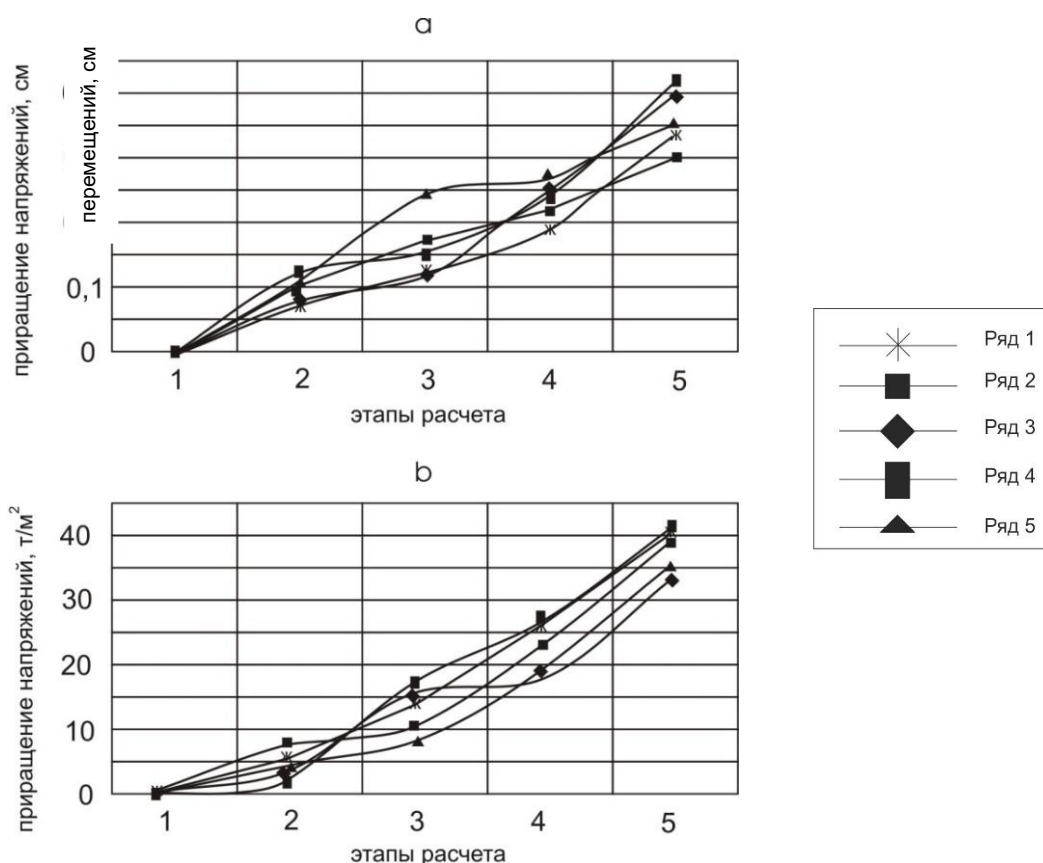 a
приращение напряжений, см
перемещений, см
0,1
0
1 2 3 4 5
этапы расчета
b
приращение напряжений, т/м²
40
30
20
10
0
1 2 3 4 5
этапы расчета
Ряд 1
Ряд 2
Ряд 3
Ряд 4
Ряд 5